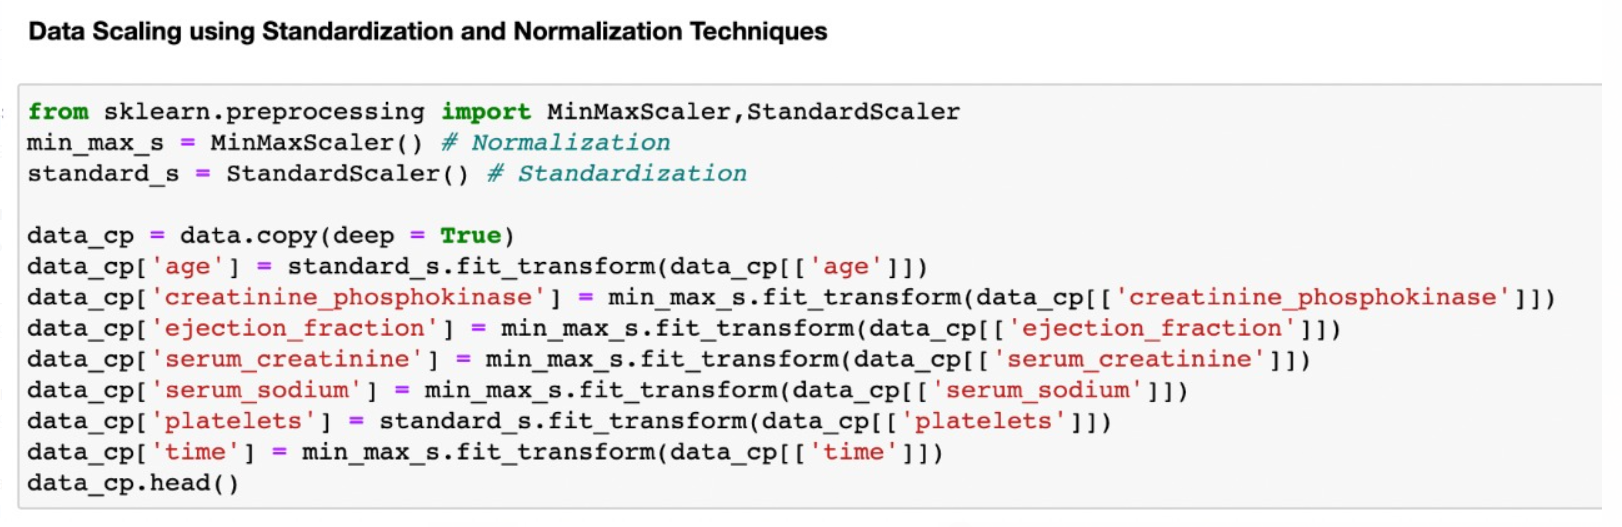 Data Scaling using Standardization and Normalization Techniques
from sklearn.preprocessing import MinMaxScaler,StandardScaler
min_max_s = MinMaxScaler() # Normalization
standard_s = StandardScaler() # Standardization
data_cp = data.copy(deep = True)
data_cp['age'] = standard_s.fit_transform(data_cp[['age']])
data_cp['creatinine_phosphokinase'] = min_max_s.fit_transform(data_cp[['creatinine_phosphokinase']])
data_cp['ejection_fraction'] = min_max_s.fit_transform(data_cp[['ejection_fraction']])
data_cp['serum_creatinine'] = min_max_s.fit_transform(data_cp[['serum_creatinine']])
data_cp['serum_sodium'] = min_max_s.fit_transform(data_cp[['serum_sodium']])
data_cp['platelets'] = standard_s.fit_transform(data_cp[['platelets']])
data_cp['time'] = min_max_s.fit_transform(data_cp[['time']])
data_cp.head()